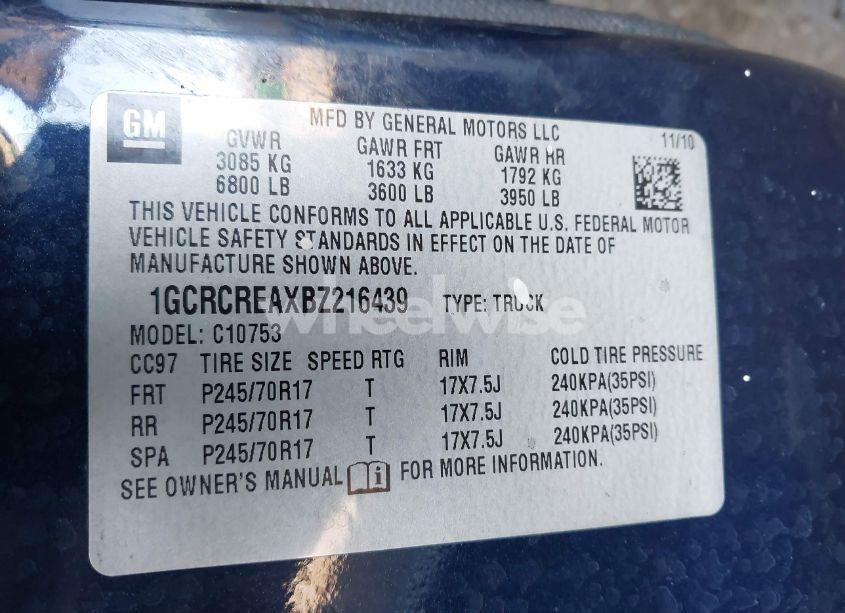 GM
MFD BY GENERAL MOTORS LLC
11/10
GVWR GAWR FRT GAWR RR
3085 KG 1633 KG 1792 KG
6800 LB 3600 LB 3950 LB
THIS VEHICLE CONFORMS TO ALL APPLICABLE U.S. FEDERAL MOTOR
VEHICLE SAFETY STANDARDS IN EFFECT ON THE DATE OF
MANUFACTURE SHOWN ABOVE.
1GCRCREAXBZ216439 TYPE: TRUCK
wheelwise
MODEL: C10753
CC97 TIRE SIZE SPEED RTG RIM COLD TIRE PRESSURE
FRT P245/70R17 T 17X7.5J 240KPA(35PSI)
RR P245/70R17 T 17X7.5J 240KPA(35PSI)
SPA P245/70R17 T 17X7.5J 240KPA(35PSI)
SEE OWNER'S MANUAL FOR MORE INFORMATION.